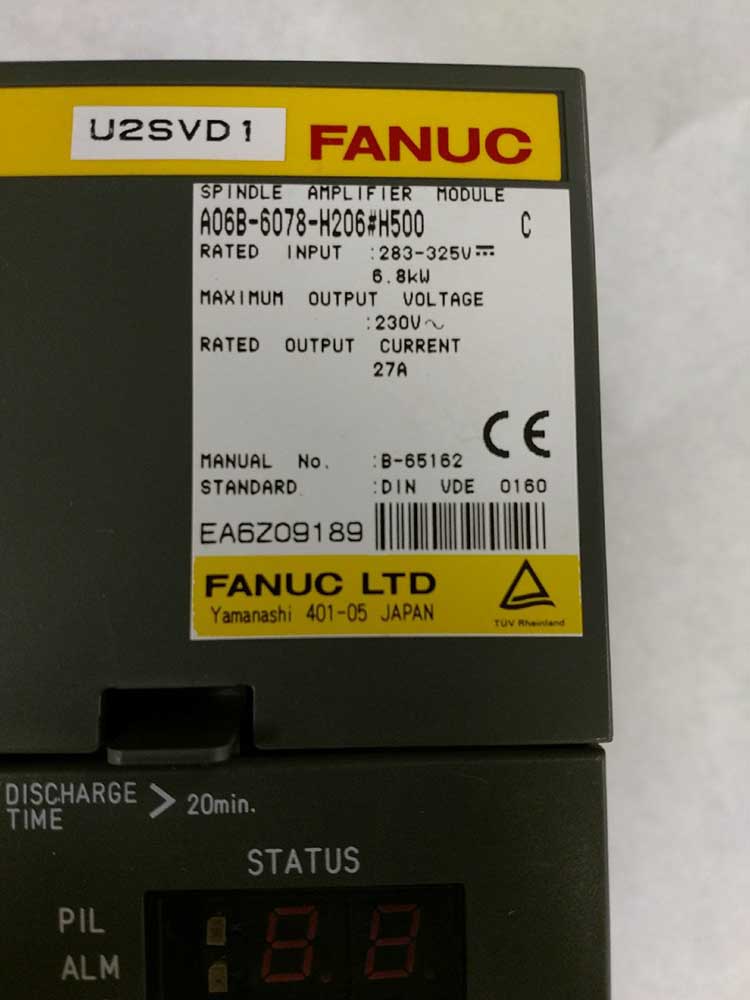 U2SVD1 FANUC
SPINDLE AMPLIFIER MODULE
A06B-6078-H206#H500 C
RATED INPUT :283-325V⎓
6.8kW
MAXIMUM OUTPUT VOLTAGE
:230V~
RATED OUTPUT CURRENT
27A
CE
MANUAL No. :B-65162
STANDARD :DIN VDE 0160
EA6Z09189
FANUC LTD
Yamanashi 401-05 JAPAN
TÜV Rheinland
DISCHARGE TIME > 20min.
STATUS
PIL
ALM
8.8.